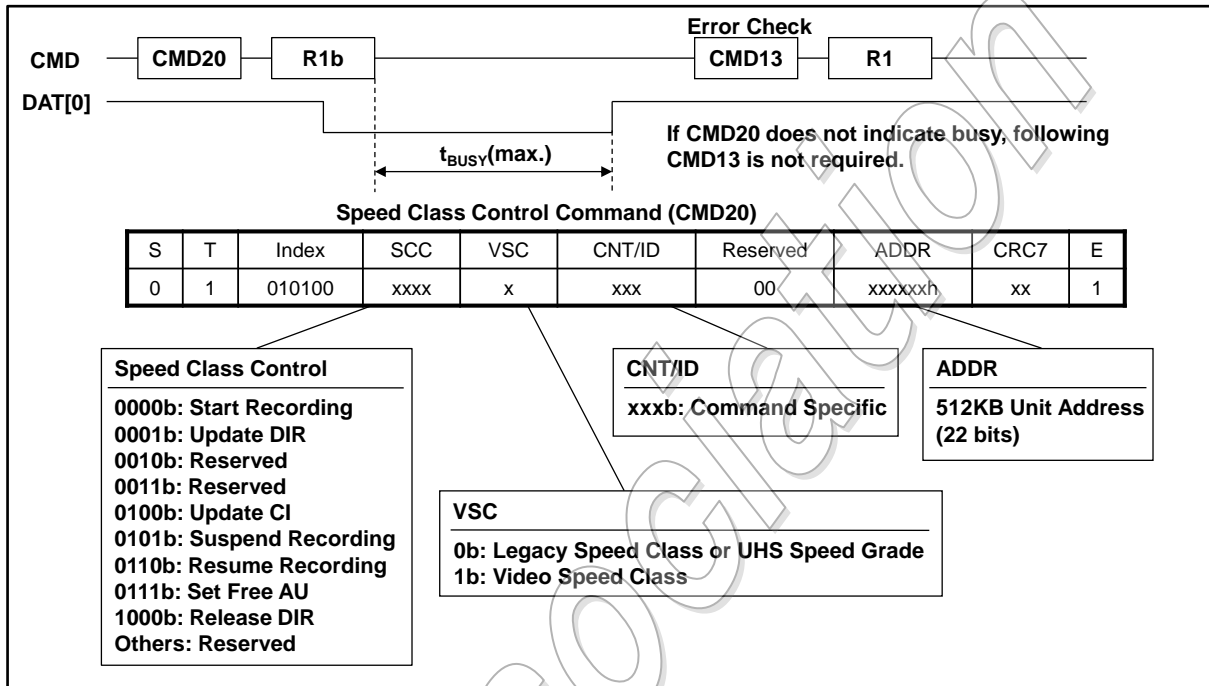 Error Check
CMD CMD20 R1b CMD13 R1
DAT[0]
If CMD20 does not indicate busy, following
CMD13 is not required.
tBUSY(max.)
Speed Class Control Command (CMD20)
S T Index SCC VSC CNT/ID Reserved ADDR CRC7 E
0 1 010100 xxxx x xxx 00 xxxxxxh xx 1
Speed Class Control
0000b: Start Recording
0001b: Update DIR
0010b: Reserved
0011b: Reserved
0100b: Update CI
0101b: Suspend Recording
0110b: Resume Recording
0111b: Set Free AU
1000b: Release DIR
Others: Reserved
CNT/ID
xxxb: Command Specific
ADDR
512KB Unit Address
(22 bits)
VSC
0b: Legacy Speed Class or UHS Speed Grade
1b: Video Speed Class
sociation